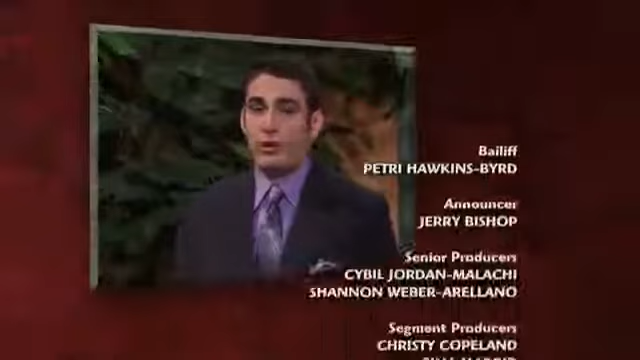 Bailiff
PETRI HAWKINS-BYRD
Announcer
JERRY BISHOP
Senior Producers
CYBIL JORDAN-MALACHI
SHANNON WEBER-ARELLANO
Segment Producers
CHRISTY COPELAND